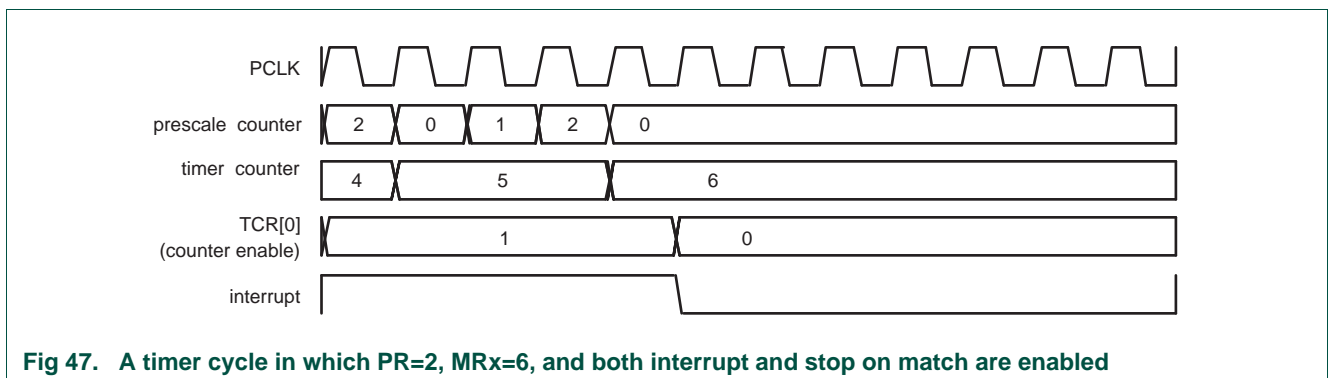 PCLK
prescale counter 2 0 1 2 0
timer counter 4 5 6
TCR[0]
(counter enable) 1 0
interrupt
Fig 47. A timer cycle in which PR=2, MRx=6, and both interrupt and stop on match are enabled